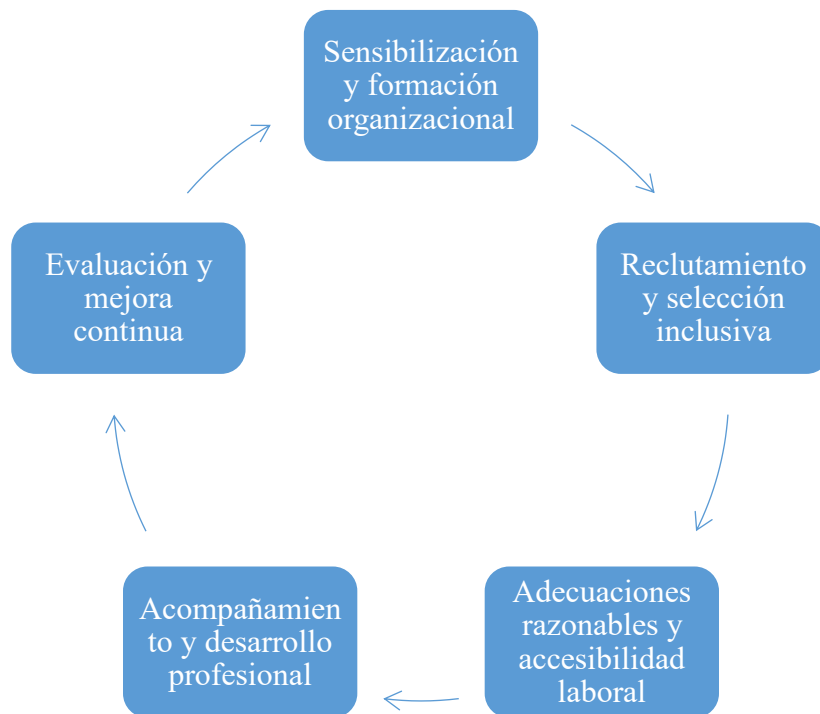 Sensibilización
y formación
organizacional
Reclutamiento
y selección
inclusiva
Adecuaciones
razonables y
accesibilidad
laboral
Acompañamien
to y desarrollo
profesional
Evaluación y
mejora
continua